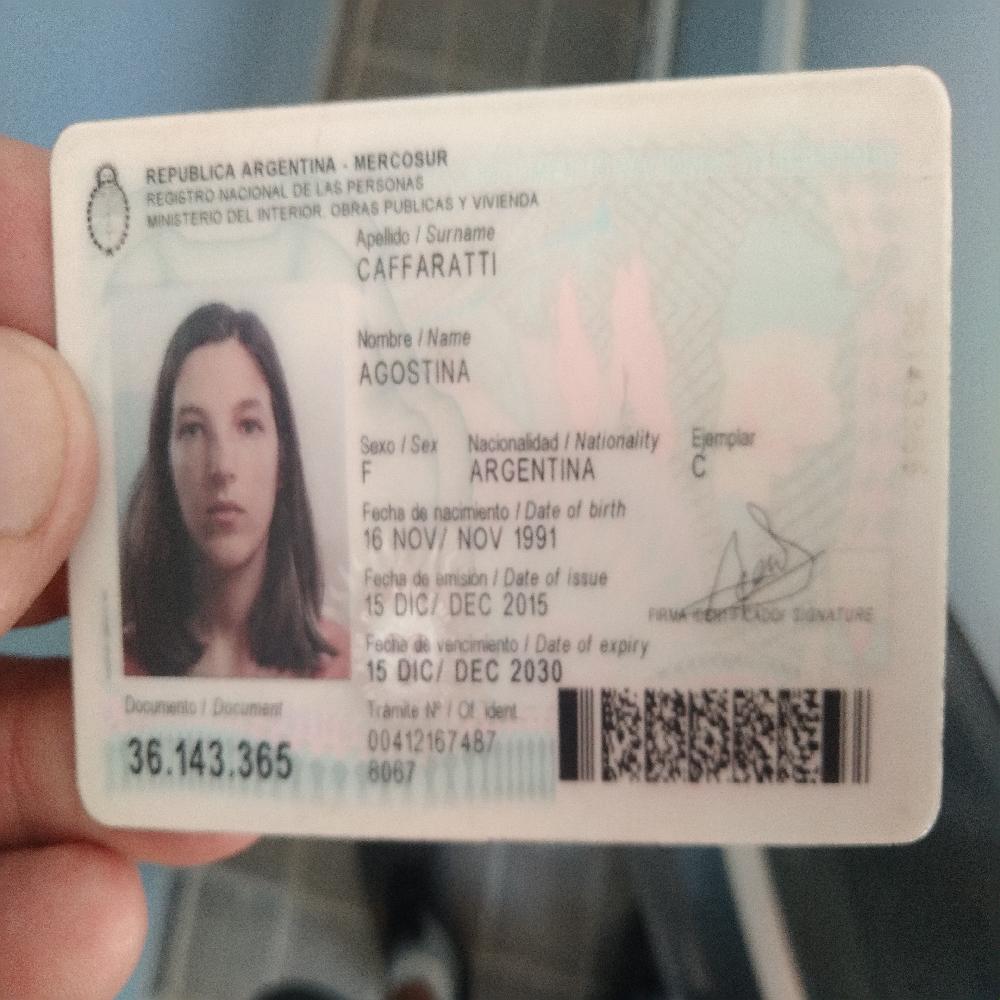 REPUBLICA ARGENTINA - MERCOSUR
REGISTRO NACIONAL DE LAS PERSONAS
MINISTERIO DEL INTERIOR, OBRAS PUBLICAS Y VIVIENDA
Apellido / Surname
CAFFARATTI
Nombre / Name
AGOSTINA
Sexo / Sex Nacionalidad / Nationality Ejemplar
F ARGENTINA C
Fecha de nacimiento / Date of birth
16 NOV/ NOV 1991
Fecha de emisión / Date of issue
15 DIC/ DEC 2015
FIRMA SIGNATURE
Fecha de vencimiento / Date of expiry
15 DIC/ DEC 2030
Documento / Document Trámite Nº / Of. ident.
36.143.365 00412167487
8067